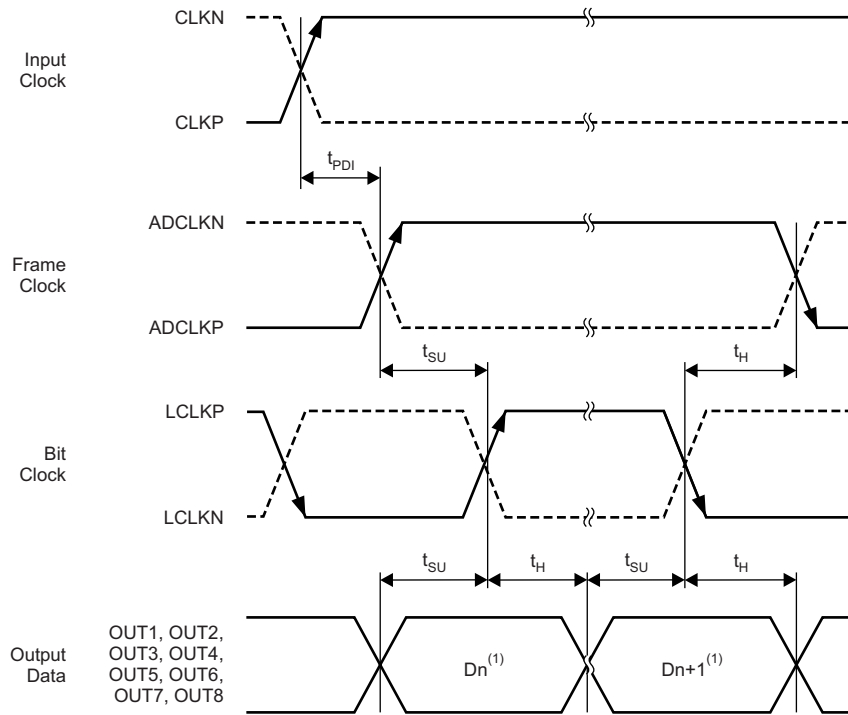 CLKN
Input
Clock
CLKP
tPDI
ADCLKN
Frame
Clock
ADCLKP
tSU
tH
LCLKP
Bit
Clock
LCLKN
tSU
tH
tSU
tH
Output
Data
OUT1, OUT2,
OUT3, OUT4,
OUT5, OUT6,
OUT7, OUT8
Dn(1)
Dn+1(1)